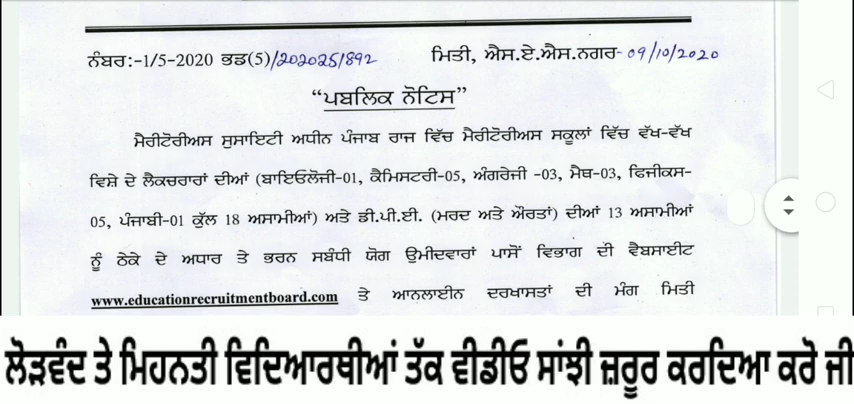 ਨੰਬਰ:-1/5-2020 ਭਡ(5)/2020251892 ਮਿਤੀ, ਐਸ.ਏ.ਐਸ.ਨਗਰ-09/10/2020
“ਪਬਲਿਕ ਨੋਟਿਸ”
ਮੈਰੀਟੋਰੀਅਸ ਸੁਸਾਇਟੀ ਅਧੀਨ ਪੰਜਾਬ ਰਾਜ ਵਿੱਚ ਮੈਰੀਟੋਰੀਅਸ ਸਕੂਲਾਂ ਵਿੱਚ ਵੱਖ-ਵੱਖ
ਵਿਸ਼ੇ ਦੇ ਲੈਕਚਰਾਰਾਂ ਦੀਆਂ (ਬਾਇਓਲੋਜੀ-01, ਕੈਮਿਸਟਰੀ-05, ਅੰਗਰੇਜੀ -03, ਮੈਥ-03, ਫਿਜੀਕਸ-
05, ਪੰਜਾਬੀ-01 ਕੁੱਲ 18 ਅਸਾਮੀਆਂ) ਅਤੇ ਡੀ.ਪੀ.ਈ. (ਮਰਦ ਅਤੇ ਔਰਤਾਂ) ਦੀਆਂ 13 ਅਸਾਮੀਆਂ
ਨੂੰ ਠੇਕੇ ਦੇ ਅਧਾਰ ਤੇ ਭਰਨ ਸਬੰਧੀ ਯੋਗ ਉਮੀਦਵਾਰਾਂ ਪਾਸੋਂ ਵਿਭਾਗ ਦੀ ਵੈਬਸਾਈਟ
www.educationrecruitmentboard.com ਤੇ ਆਨਲਾਈਨ ਦਰਖਾਸਤਾਂ ਦੀ ਮੰਗ ਮਿਤੀ
ਲੋੜਵੰਦ ਤੇ ਮਿਹਨਤੀ ਵਿਦਿਆਰਥੀਆਂ ਤੱਕ ਵੀਡੀਓ ਸਾਂਝੀ ਜ਼ਰੂਰ ਕਰਦਿਆ ਕਰੋ ਜੀ